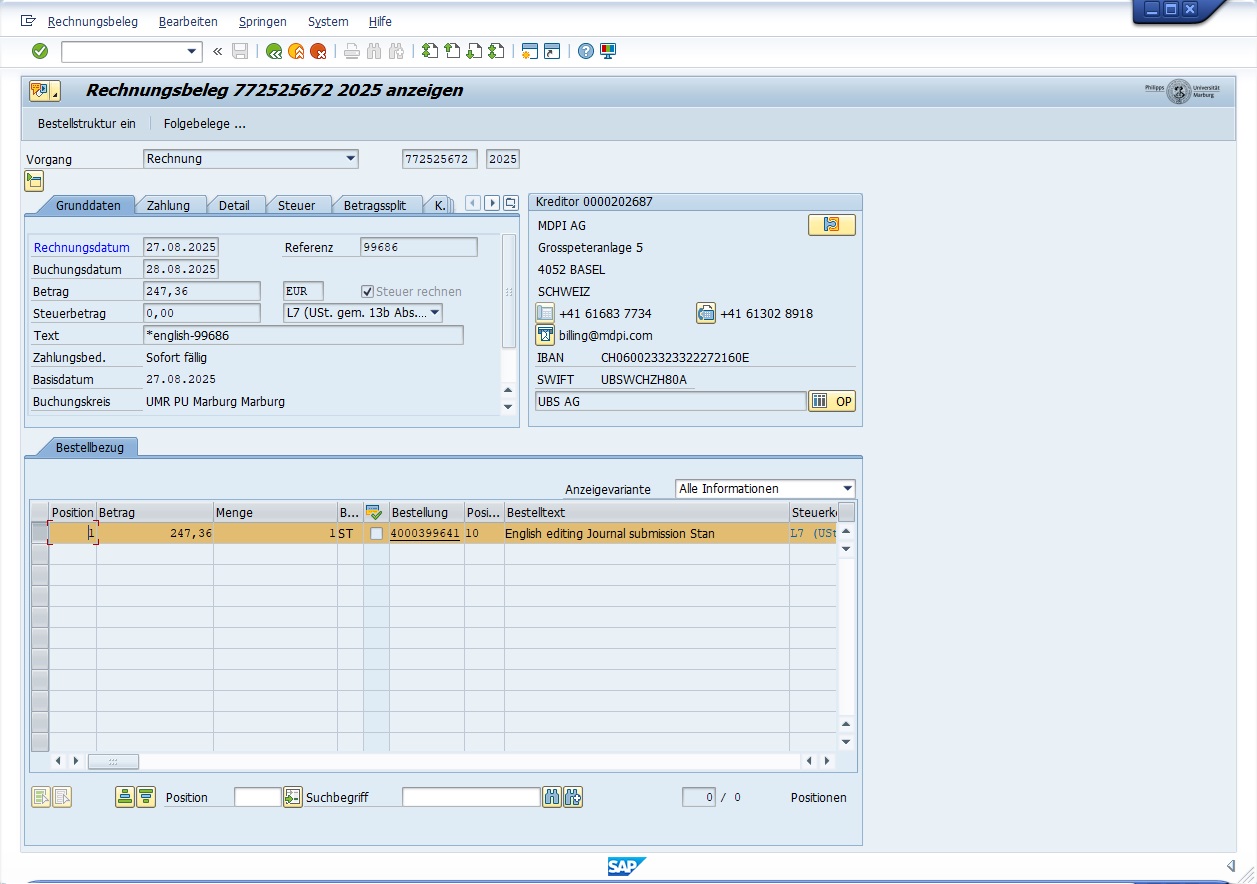 Rechnungsbeleg Bearbeiten Springen System Hilfe
Rechnungsbeleg 772525672 2025 anzeigen
Philipps Universität Marburg
Bestellstruktur ein Folgebelege ...
Vorgang Rechnung 772525672 2025
Grunddaten Zahlung Detail Steuer Betragssplit K.
Rechnungsdatum 27.08.2025 Referenz 99686
Buchungsdatum 28.08.2025
Betrag 247,36 EUR Steuer rechnen
Steuerbetrag 0,00 L7 (USt. gem. 13b Abs....
Text *english-99686
Zahlungsbed. Sofort fällig
Basisdatum 27.08.2025
Buchungskreis UMR PU Marburg Marburg
Kreditor 0000202687
MDPI AG
Grosspeteranlage 5
4052 BASEL
SCHWEIZ
+41 61683 7734 +41 61302 8918
billing@mdpi.com
IBAN CH060023323322272160E
SWIFT UBSWCHZH80A
UBS AG OP
Bestellbezug
Anzeigevariante Alle Informationen
Position Betrag Menge B... Bestellung Posi... Bestelltext Steuerk
1 247,36 1 ST 4000399641 10 English editing Journal submission Stan L7 (USt
Position Suchbegriff 0 / 0 Positionen
SAP